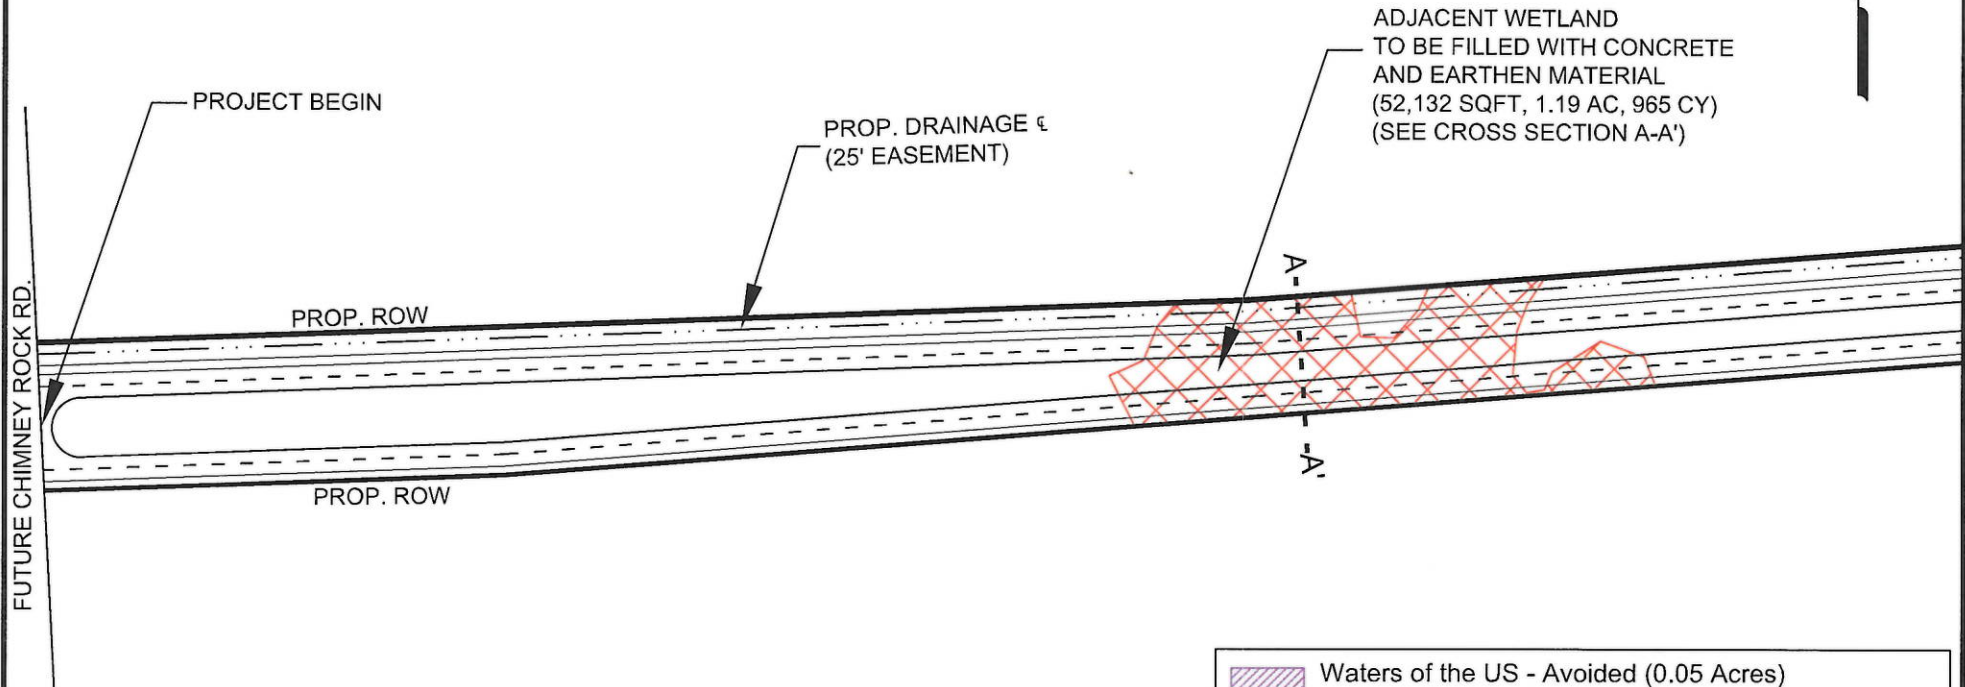 ADJACENT WETLAND
TO BE FILLED WITH CONCRETE
AND EARTHEN MATERIAL
(52,132 SQFT, 1.19 AC, 965 CY)
(SEE CROSS SECTION A-A')
PROJECT BEGIN
PROP. DRAINAGE ℄
(25' EASEMENT)
A
PROP. ROW
FUTURE CHIMNEY ROCK RD.
A'
PROP. ROW
Waters of the US - Avoided (0.05 Acres)